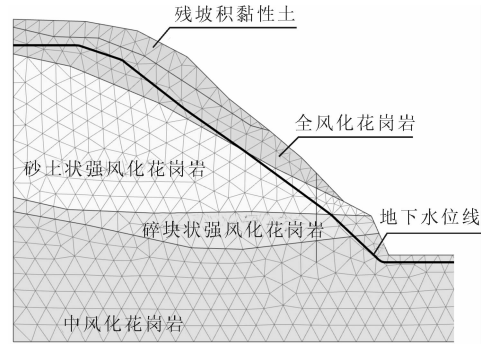 残坡积黏性土
全风化花岗岩
砂土状强风化花岗岩
地下水位线
碎块状强风化花岗岩
中风化花岗岩